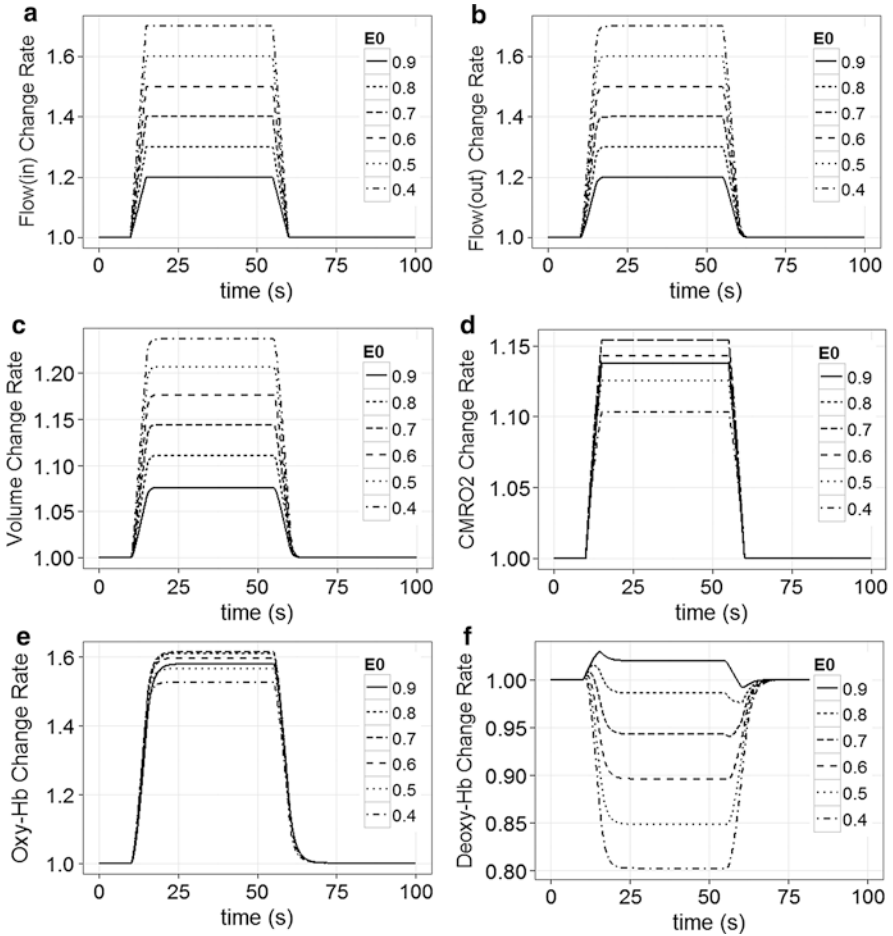 a
Flow(in) Change Rate
1.6
1.4
1.2
1.0
0 25 50 75 100
time (s)
E0
0.9
0.8
0.7
0.6
0.5
0.4
b
Flow(out) Change Rate
1.6
1.4
1.2
1.0
0 25 50 75 100
time (s)
E0
0.9
0.8
0.7
0.6
0.5
0.4
c
Volume Change Rate
1.20
1.15
1.10
1.05
1.00
0 25 50 75 100
time (s)
E0
0.9
0.8
0.7
0.6
0.5
0.4
d
CMRO2 Change Rate
1.15
1.10
1.05
1.00
0 25 50 75 100
time (s)
E0
0.9
0.8
0.7
0.6
0.5
0.4
e
Oxy-Hb Change Rate
1.6
1.4
1.2
1.0
0 25 50 75 100
time (s)
E0
0.9
0.8
0.7
0.6
0.5
0.4
f
Deoxy-Hb Change Rate
1.00
0.95
0.90
0.85
0.80
0 25 50 75 100
time (s)
E0
0.9
0.8
0.7
0.6
0.5
0.4